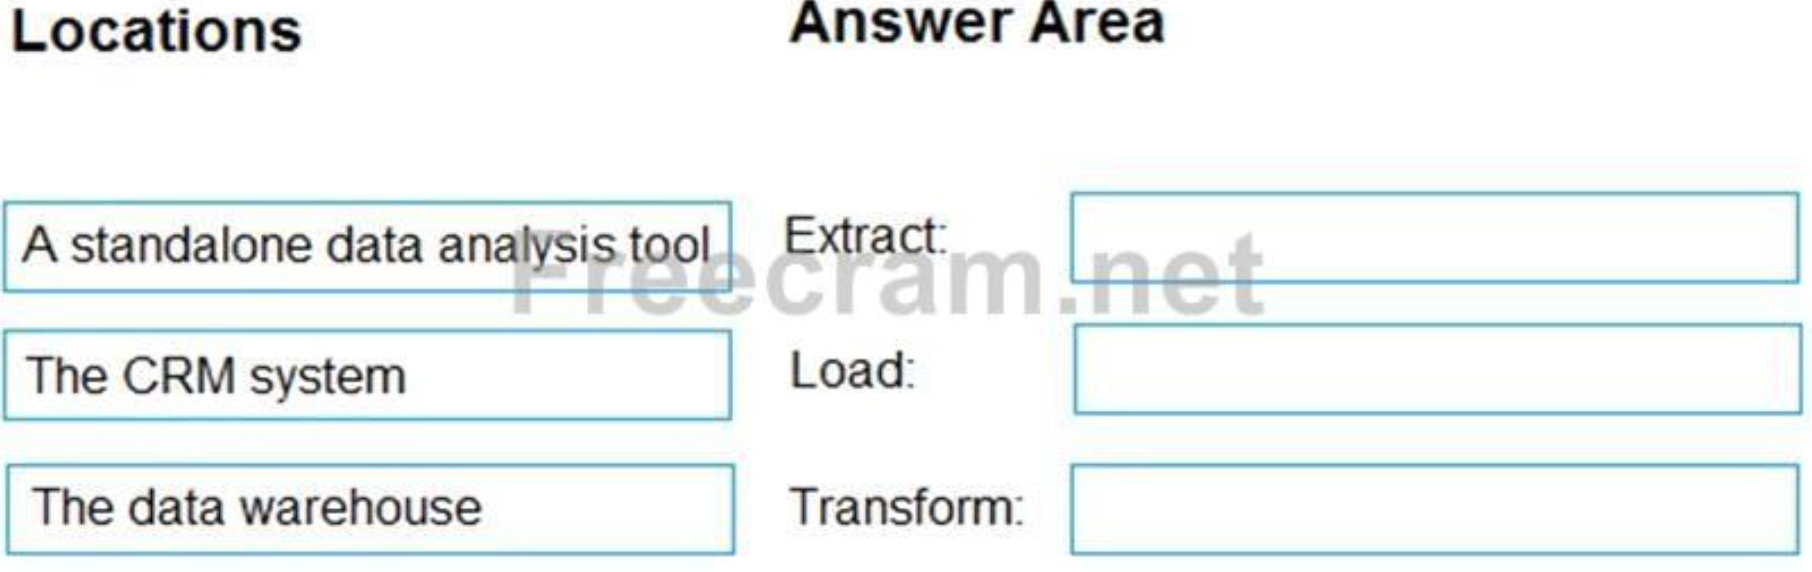 Locations
Answer Area
A standalone data analysis tool
Extract:
Freecram.net
The CRM system
Load:
The data warehouse
Transform: